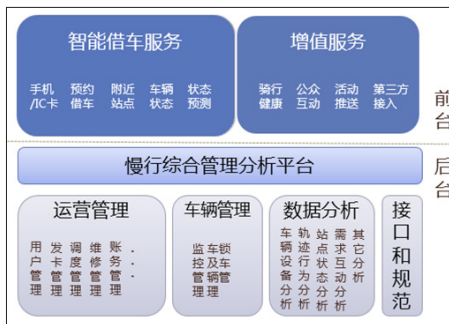 智能借车服务
手机/IC卡
预约借车
附近站点
车辆状态
状态预测
增值服务
骑行健康
公众互动
活动推送
第三方接入
前台
慢行综合管理分析平台
后台
运营管理
用户管理
发卡管理
调度管理
维修管理
账务管理
......
车辆管理
监控管理
车锁及车辆管理
数据分析
车辆设备分析
轨迹行为分析
站点状态分析
需求互动分析
其它分析
接口和规范